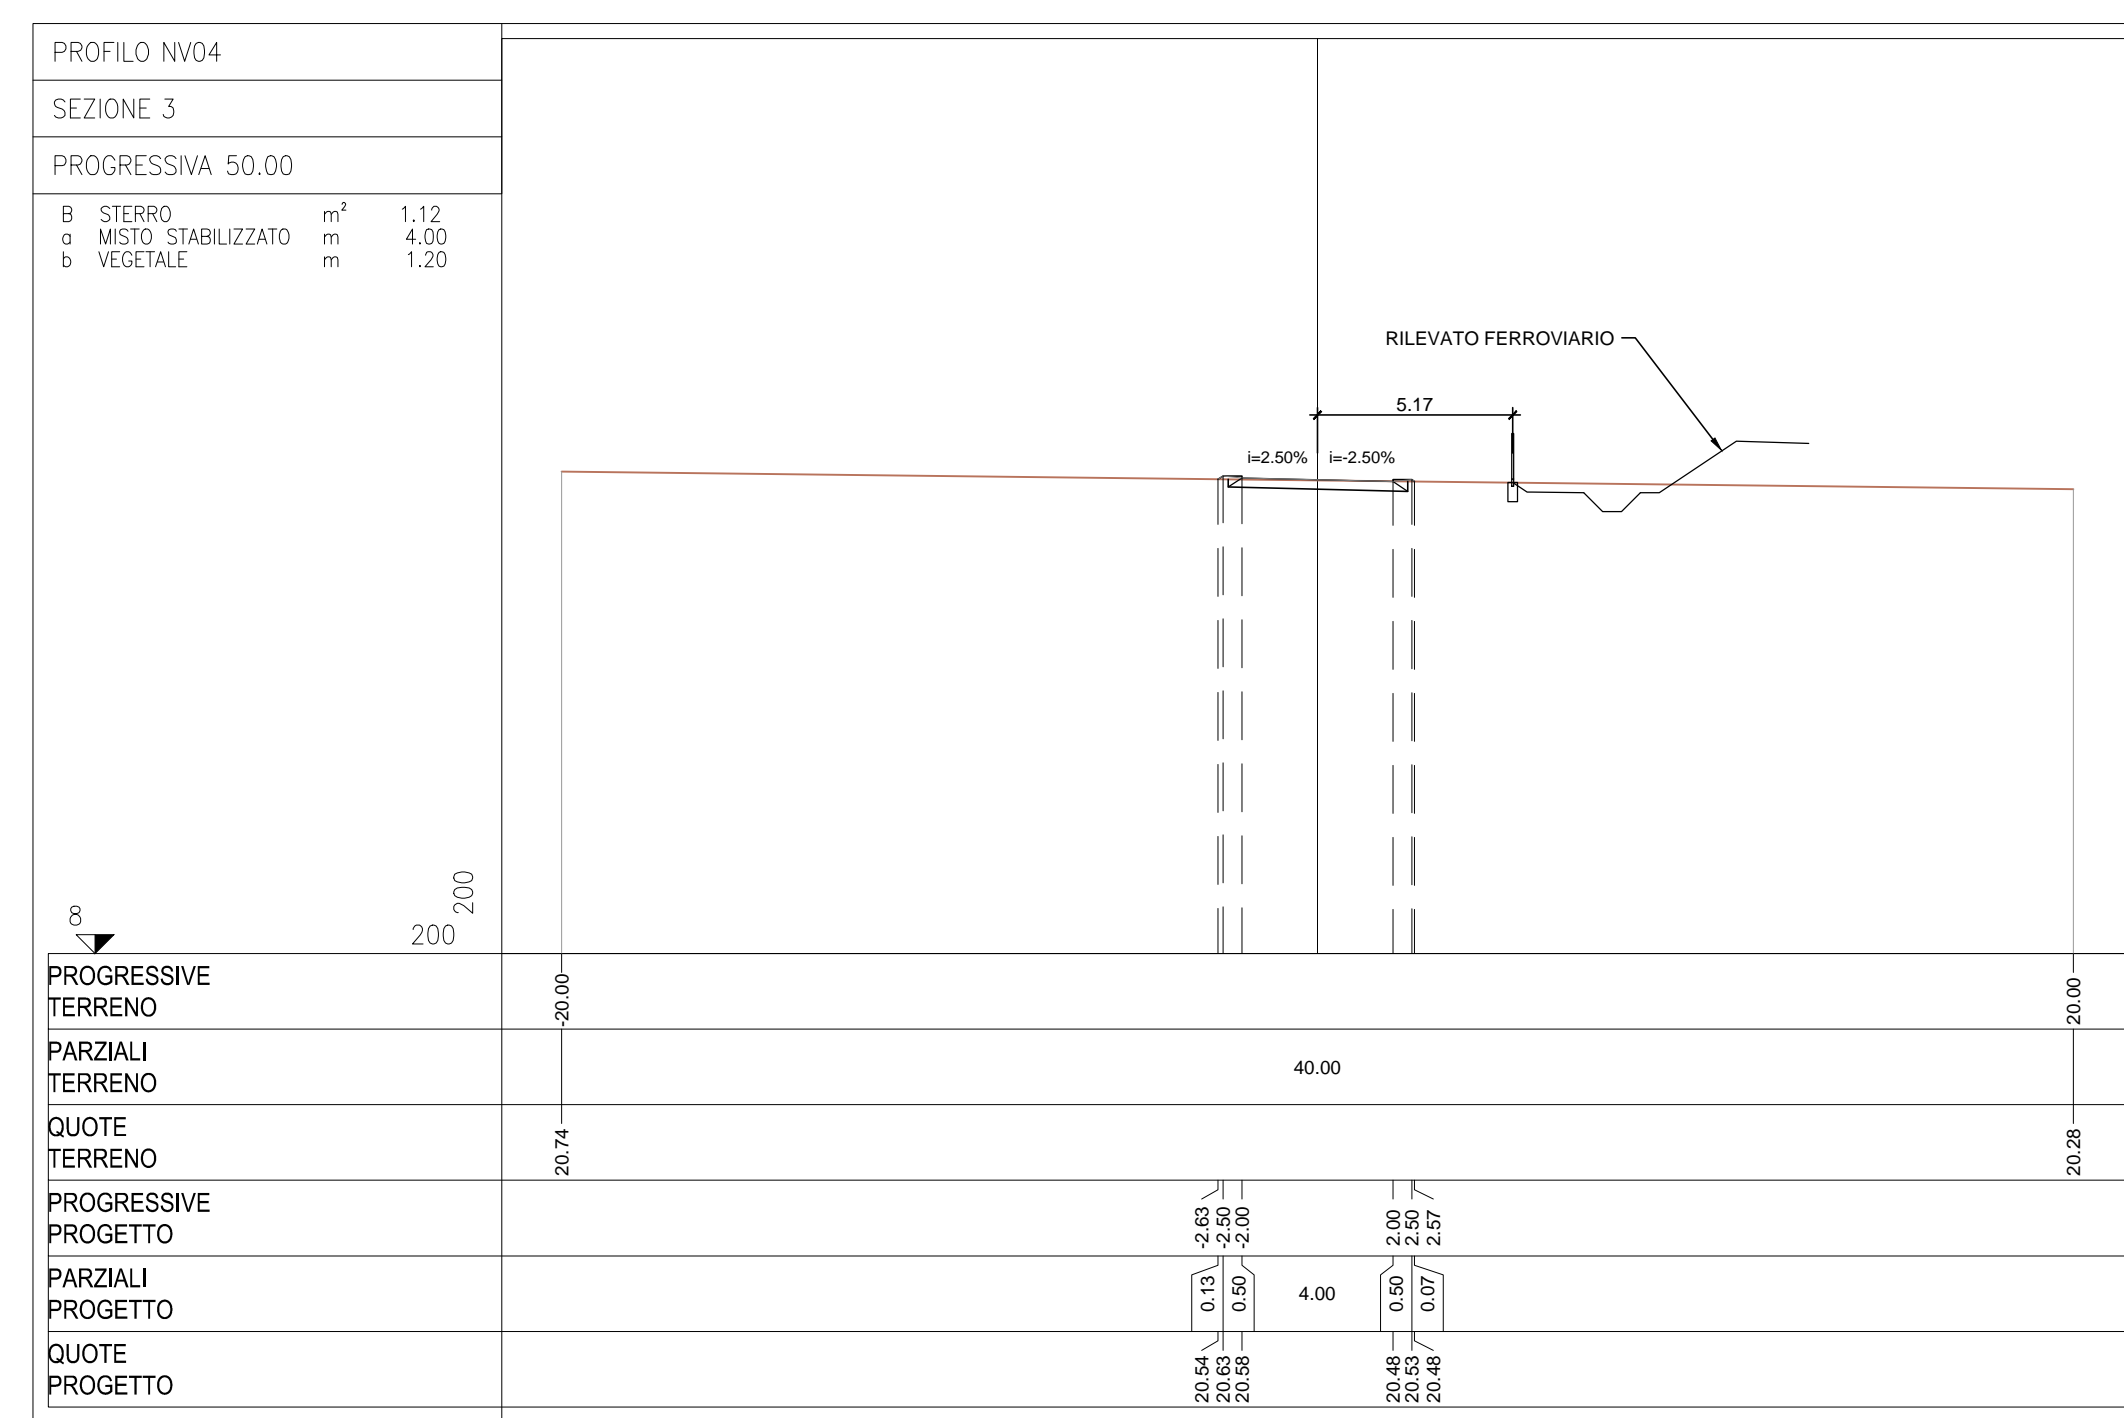 PROFILO NV04
SEZIONE 3
PROGRESSIVA 50.00
B STERRO m² 1.12
a MISTO STABILIZZATO m 4.00
b VEGETALE m 1.20
RILEVATO FERROVIARIO
5.17
i=2.50% i=-2.50%
8
200
200
PROGRESSIVE
TERRENO
-20.00 20.00
PARZIALI
TERRENO
40.00
QUOTE
TERRENO
20.74 20.28
PROGRESSIVE
PROGETTO
-2.63 -2.50 -2.00 2.00 2.50 2.57
PARZIALI
PROGETTO
0.13 0.50 4.00 0.50 0.07
QUOTE
PROGETTO
20.54 20.63 20.58 20.48 20.53 20.48